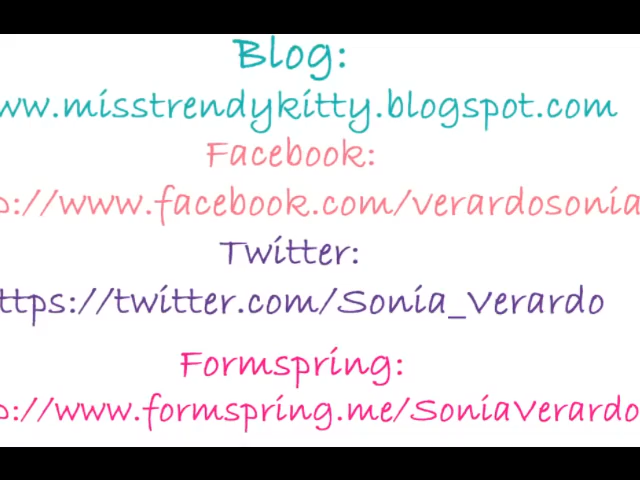 Blog:
ww.misstrendykitty.blogspot.com
Facebook:
p://www.facebook.com/verardosonia
Twitter:
ttps://twitter.com/Sonia_Verardo
Formspring:
p://www.formspring.me/SoniaVerardo